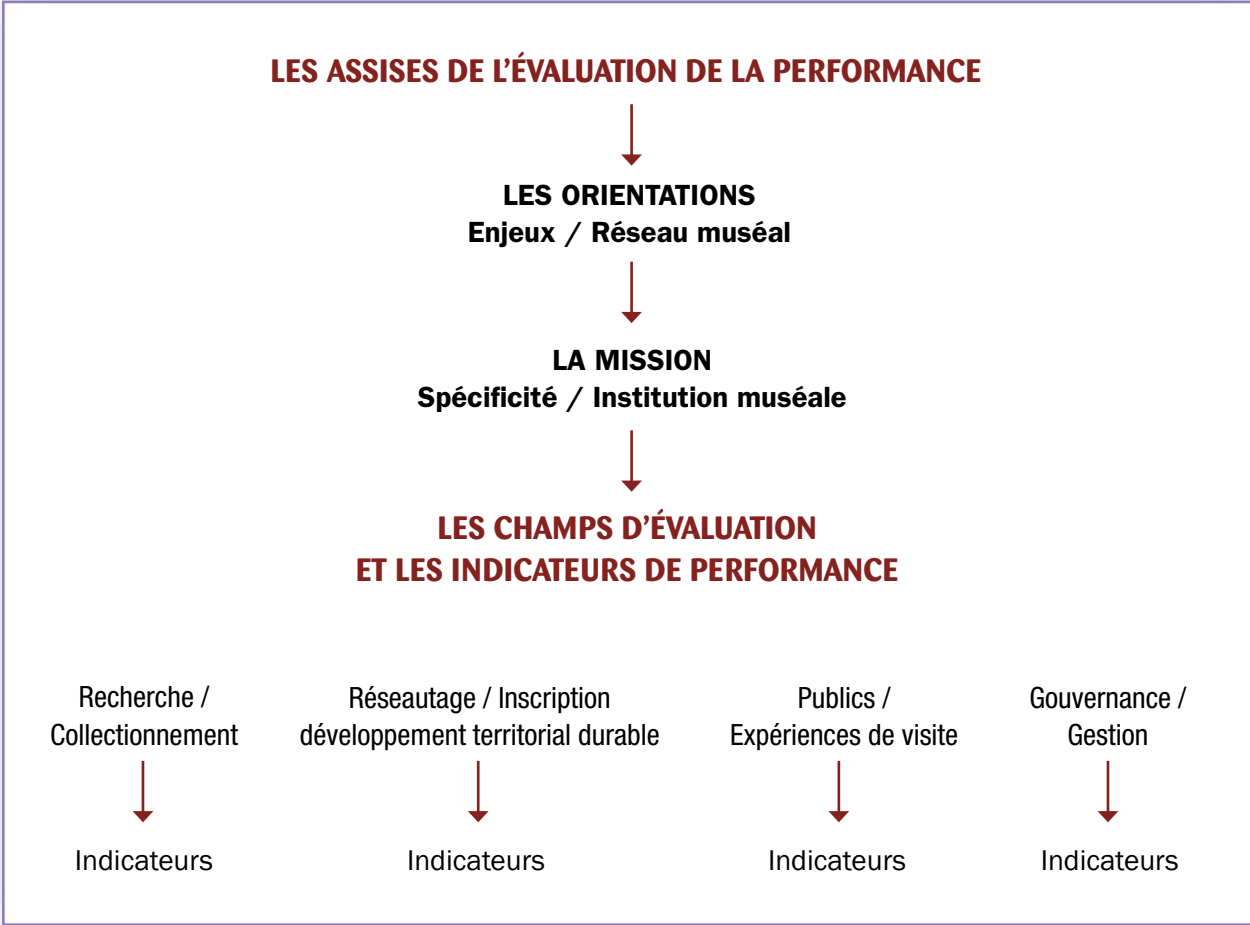 LES ASSISES DE L’ÉVALUATION DE LA PERFORMANCE
LES ORIENTATIONS
Enjeux / Réseau muséal
LA MISSION
Spécificité / Institution muséale
LES CHAMPS D’ÉVALUATION
ET LES INDICATEURS DE PERFORMANCE
Recherche /
Collectionnement
Réseautage / Inscription
développement territorial durable
Publics /
Expériences de visite
Gouvernance /
Gestion
Indicateurs
Indicateurs
Indicateurs
Indicateurs